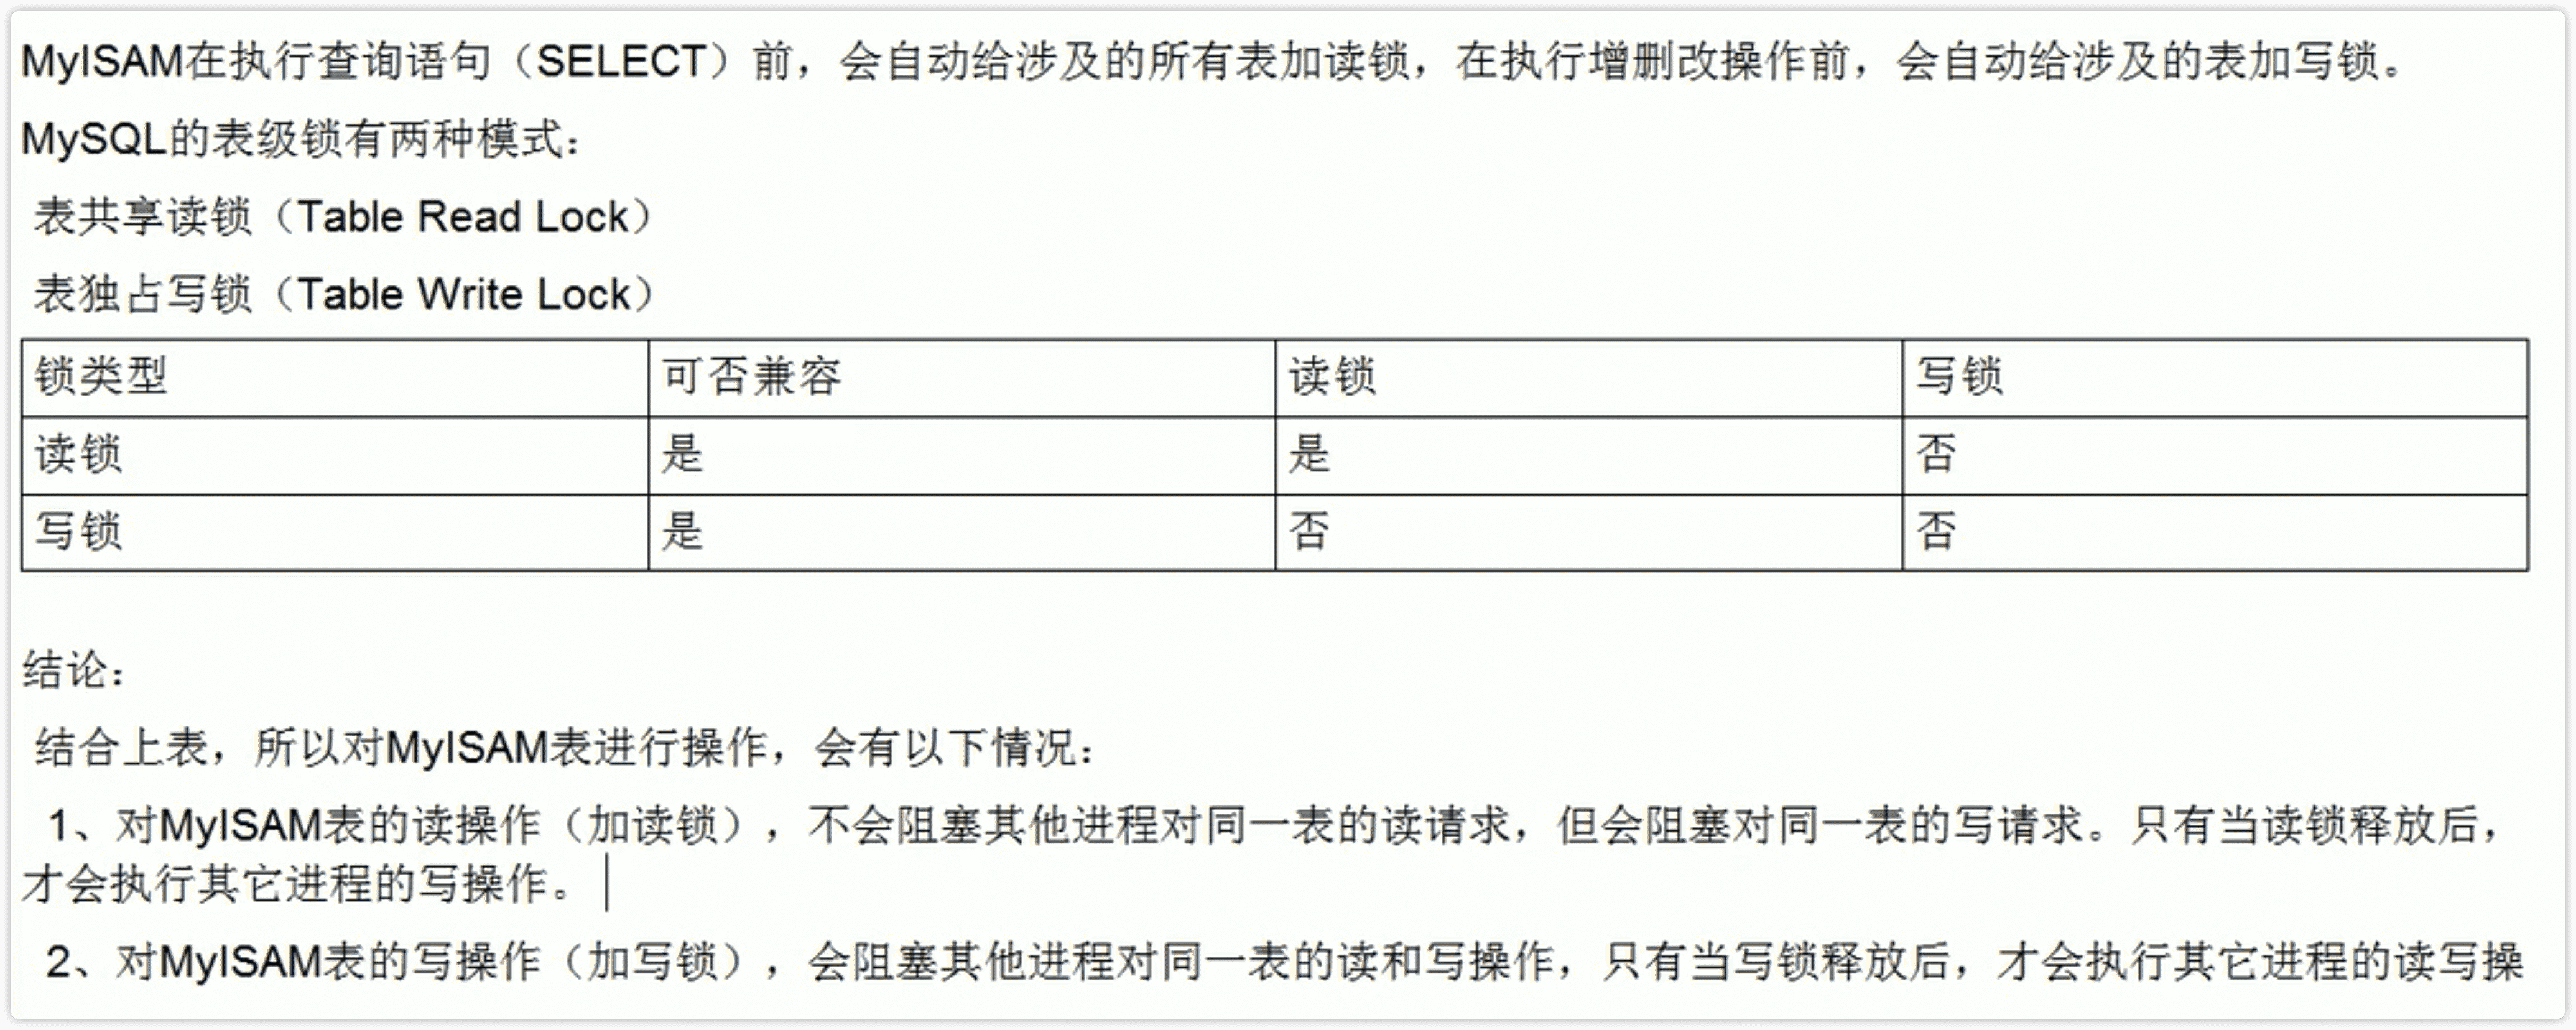 MyISAM在执行查询语句（SELECT）前，会自动给涉及的所有表加读锁，在执行增删改操作前，会自动给涉及的表加写锁。
MySQL的表级锁有两种模式：
表共享读锁（Table Read Lock）
表独占写锁（Table Write Lock）
锁类型 可否兼容 读锁 写锁
读锁 是 是 否
写锁 是 否 否
结论：
结合上表，所以对MyISAM表进行操作，会有以下情况：
1、对MyISAM表的读操作（加读锁），不会阻塞其他进程对同一表的读请求，但会阻塞对同一表的写请求。只有当读锁释放后，
才会执行其它进程的写操作。
2、对MyISAM表的写操作（加写锁），会阻塞其他进程对同一表的读和写操作，只有当写锁释放后，才会执行其它进程的读写操